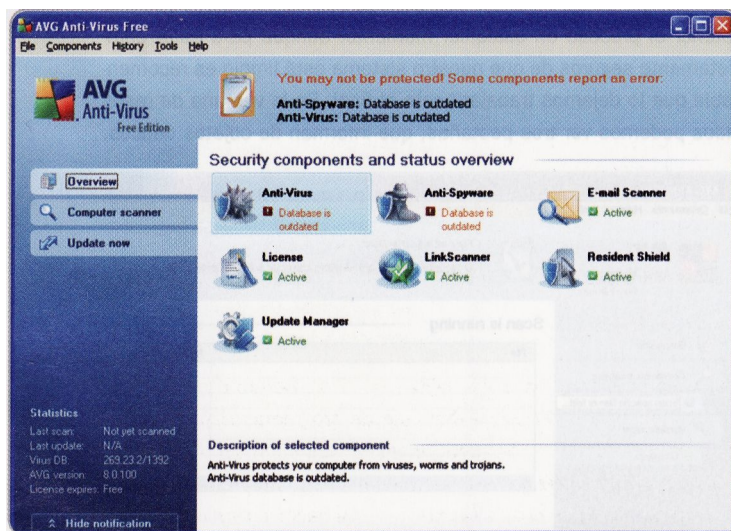 AVG Anti-Virus Free
File Components History Tools Help
AVG
Anti-Virus
Free Edition
You may not be protected! Some components report an error:
Anti-Spyware: Database is outdated
Anti-Virus: Database is outdated
Overview
Computer scanner
Update now
Security components and status overview
Anti-Virus
Database is
outdated
Anti-Spyware
Database is
outdated
E-mail Scanner
Active
License
Active
LinkScanner
Active
Resident Shield
Active
Update Manager
Active
Scan is running
Statistics
Last scan: Not yet scanned
Last update: N/A
Virus DB: 269.23.2/1392
AVG version: 8.0.100
License expires: Free
Hide notification
Description of selected component
Anti-Virus protects your computer from viruses, worms and trojans.
Anti-Virus database is outdated.